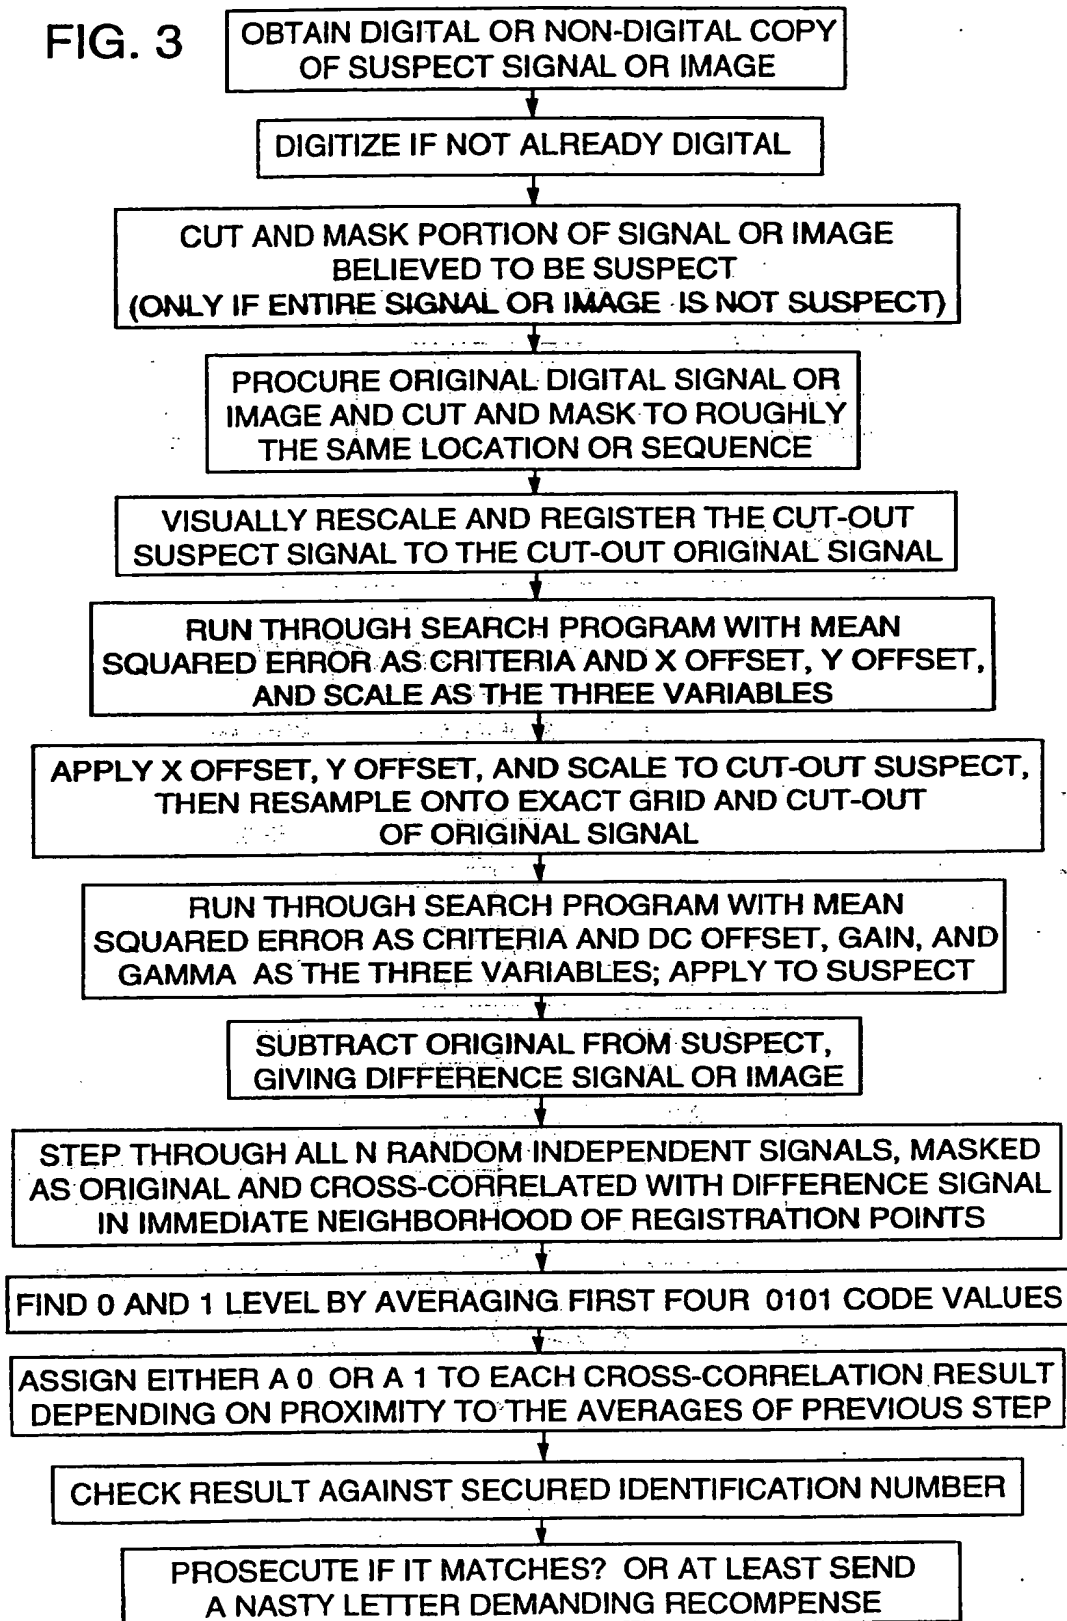 FIG. 3
OBTAIN DIGITAL OR NON-DIGITAL COPY
OF SUSPECT SIGNAL OR IMAGE
DIGITIZE IF NOT ALREADY DIGITAL
CUT AND MASK PORTION OF SIGNAL OR IMAGE
BELIEVED TO BE SUSPECT
(ONLY IF ENTIRE SIGNAL OR IMAGE IS NOT SUSPECT)
PROCURE ORIGINAL DIGITAL SIGNAL OR
IMAGE AND CUT AND MASK TO ROUGHLY
THE SAME LOCATION OR SEQUENCE
VISUALLY RESCALE AND REGISTER THE CUT-OUT
SUSPECT SIGNAL TO THE CUT-OUT ORIGINAL SIGNAL
RUN THROUGH SEARCH PROGRAM WITH MEAN
SQUARED ERROR AS CRITERIA AND X OFFSET, Y OFFSET,
AND SCALE AS THE THREE VARIABLES
APPLY X OFFSET, Y OFFSET, AND SCALE TO CUT-OUT SUSPECT,
THEN RESAMPLE ONTO EXACT GRID AND CUT-OUT
OF ORIGINAL SIGNAL
RUN THROUGH SEARCH PROGRAM WITH MEAN
SQUARED ERROR AS CRITERIA AND DC OFFSET, GAIN, AND
GAMMA AS THE THREE VARIABLES; APPLY TO SUSPECT
SUBTRACT ORIGINAL FROM SUSPECT,
GIVING DIFFERENCE SIGNAL OR IMAGE
STEP THROUGH ALL N RANDOM INDEPENDENT SIGNALS, MASKED
AS ORIGINAL AND CROSS-CORRELATED WITH DIFFERENCE SIGNAL
IN IMMEDIATE NEIGHBORHOOD OF REGISTRATION POINTS
FIND 0 AND 1 LEVEL BY AVERAGING FIRST FOUR 0101 CODE VALUES
ASSIGN EITHER A 0 OR A 1 TO EACH CROSS-CORRELATION RESULT
DEPENDING ON PROXIMITY TO THE AVERAGES OF PREVIOUS STEP
CHECK RESULT AGAINST SECURED IDENTIFICATION NUMBER
PROSECUTE IF IT MATCHES? OR AT LEAST SEND
A NASTY LETTER DEMANDING RECOMPENSE